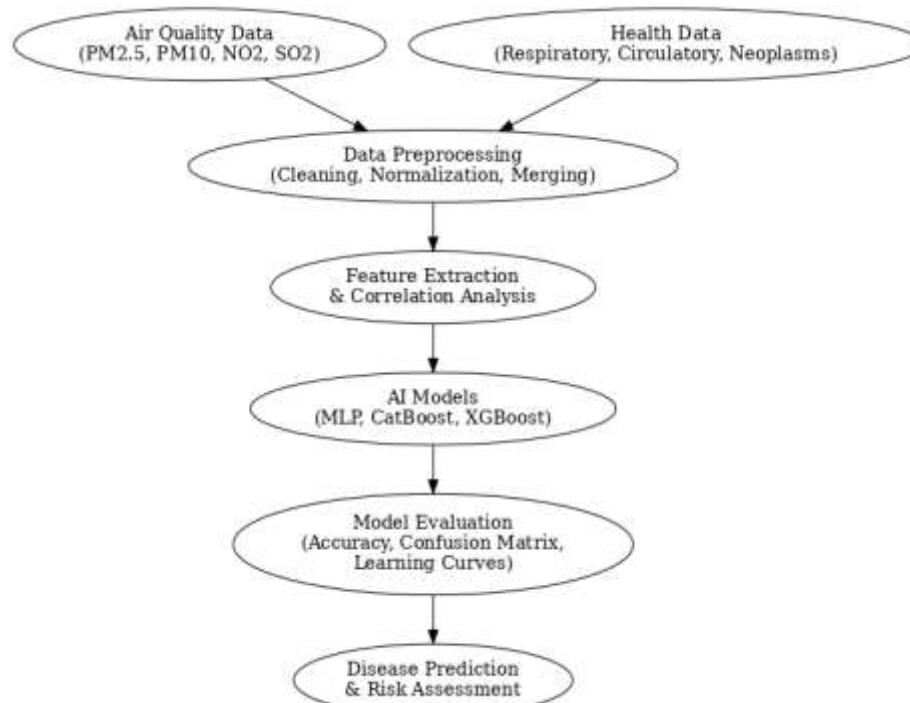 Air Quality Data
(PM2.5, PM10, NO2, SO2)
Health Data
(Respiratory, Circulatory, Neoplasms)
Data Preprocessing
(Cleaning, Normalization, Merging)
Feature Extraction
& Correlation Analysis
AI Models
(MLP, CatBoost, XGBoost)
Model Evaluation
(Accuracy, Confusion Matrix,
Learning Curves)
Disease Prediction
& Risk Assessment